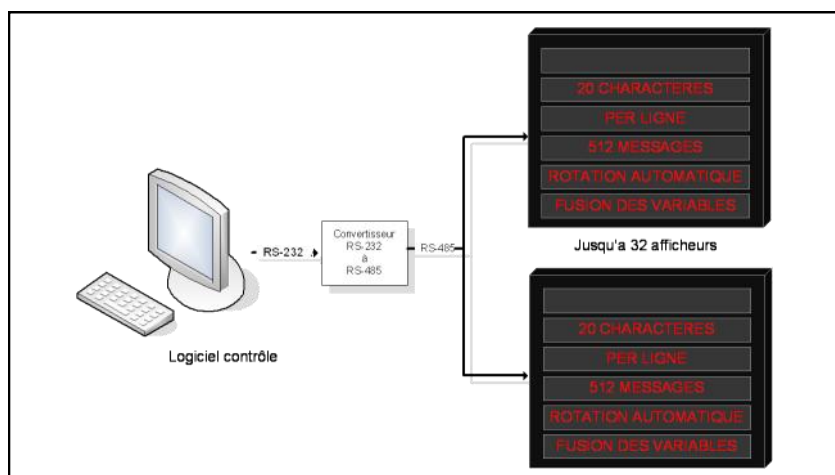 20 CHARACTERES
PER LIGNE
512 MESSAGES
ROTATION AUTOMATIQUE
FUSION DES VARIABLES
Jusqu'a 32 afficheurs
RS-232
Convertisseur
RS-232
à
RS-485
RS-485
Logiciel contrôle
20 CHARACTERES
PER LIGNE
512 MESSAGES
ROTATION AUTOMATIQUE
FUSION DES VARIABLES